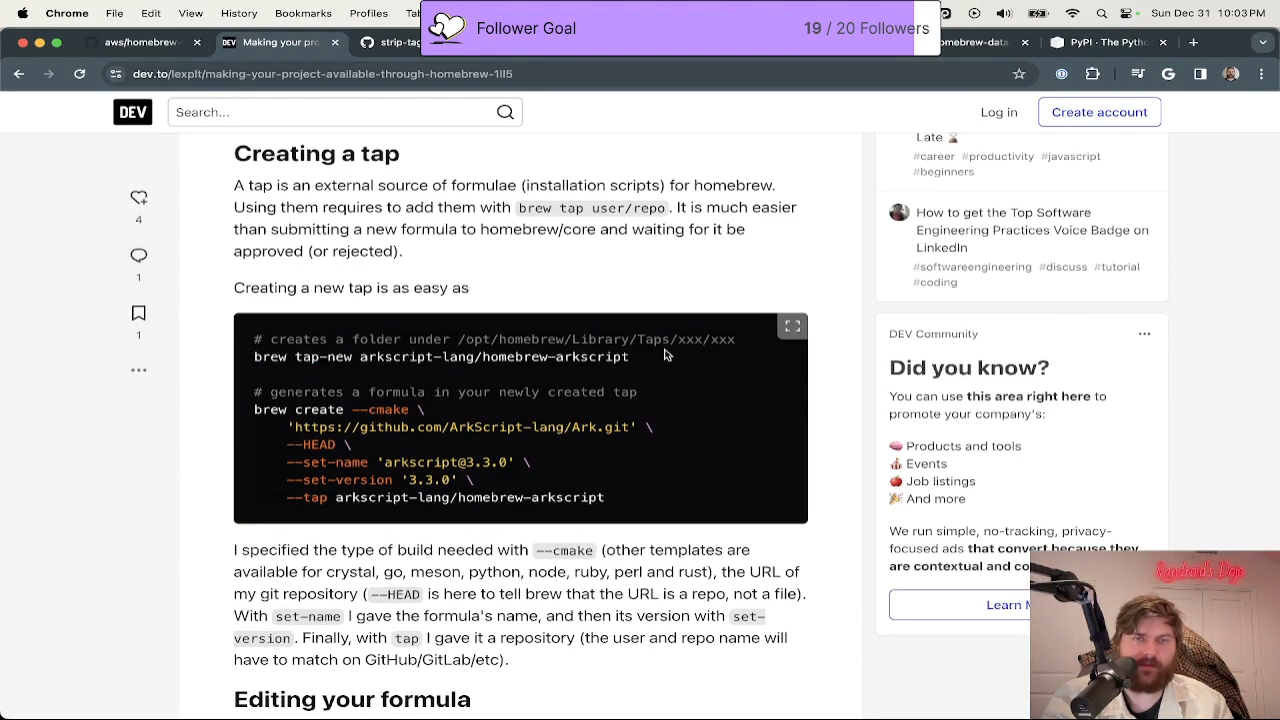 Chrome
File
Edit
View
Sun Dec 31 10:03 PM
Follower Goal
19 / 20 Followers
aws/homebrew-
Making your pro
strip-tag
omebrew-data
PyPI · The Pytho
dev.to/lexplt/making-your-project-available-through-homebrew-1ll5
DEV
Search...
Log in
Create account
Creating a tap
A tap is an external source of formulae (installation scripts) for homebrew.
Using them requires to add them with brew tap user/repo. It is much easier
than submitting a new formula to homebrew/core and waiting for it be
approved (or rejected).
Creating a new tap is as easy as
# creates a folder under /opt/homebrew/Library/Taps/xxx/xxx
brew tap-new arkscript-lang/homebrew-arkscript
# generates a formula in your newly created tap
brew create --cmake \
'https://github.com/ArkScript-lang/Ark.git' \
--HEAD \
--set-name 'arkscript@3.3.0' \
--set-version '3.3.0' \
--tap arkscript-lang/homebrew-arkscript
I specified the type of build needed with --cmake (other templates are
available for crystal, go, meson, python, node, ruby, perl and rust), the URL of
my git repository (--HEAD is here to tell brew that the URL is a repo, not a file).
With set-name I gave the formula's name, and then its version with set-
version. Finally, with tap I gave it a repository (the user and repo name will
have to match on GitHub/GitLab/etc).
Editing your formula
4
1
1
Late ⌛
#career #productivity #javascript
#beginners
How to get the Top Software
Engineering Practices Voice Badge on
LinkedIn
#softwareengineering #discuss #tutorial
#coding
DEV Community
Did you know?
You can use this area right here to
promote your company's:
🧠 Products and tools
🎪 Events
🍎 Job listings
🎉 And more
We run simple, no-tracking, privacy-
focused ads that convert because they
are contextual and co
Learn M